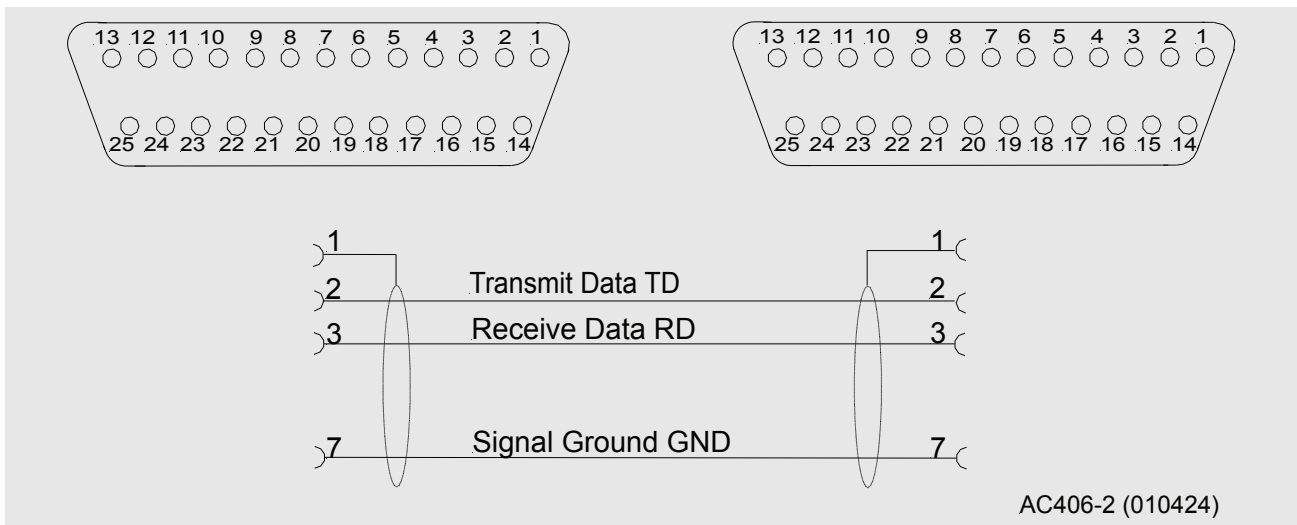 13 12 11 10 9 8 7 6 5 4 3 2 1
25 24 23 22 21 20 19 18 17 16 15 14
13 12 11 10 9 8 7 6 5 4 3 2 1
25 24 23 22 21 20 19 18 17 16 15 14
1 1
2 Transmit Data TD 2
3 Receive Data RD 3
7 Signal Ground GND 7
AC406-2 (010424)